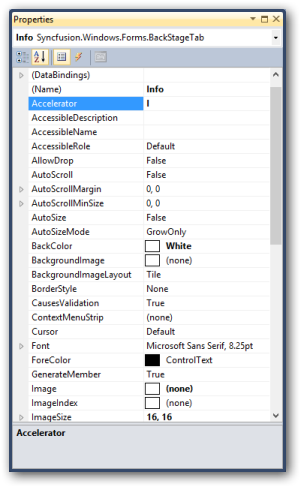 Properties
Info Syncfusion.Windows.Forms.BackStageTab
(DataBindings)
(Name) Info
Accelerator I
AccessibleDescription
AccessibleName
AccessibleRole Default
AllowDrop False
AutoScroll False
AutoScrollMargin 0, 0
AutoScrollMinSize 0, 0
AutoSize False
AutoSizeMode GrowOnly
BackColor White
BackgroundImage (none)
BackgroundImageLayout Tile
BorderStyle None
CausesValidation True
ContextMenuStrip (none)
Cursor Default
Font Microsoft Sans Serif, 8.25pt
ForeColor ControlText
GenerateMember True
Image (none)
ImageIndex (none)
ImageSize 16, 16
Accelerator